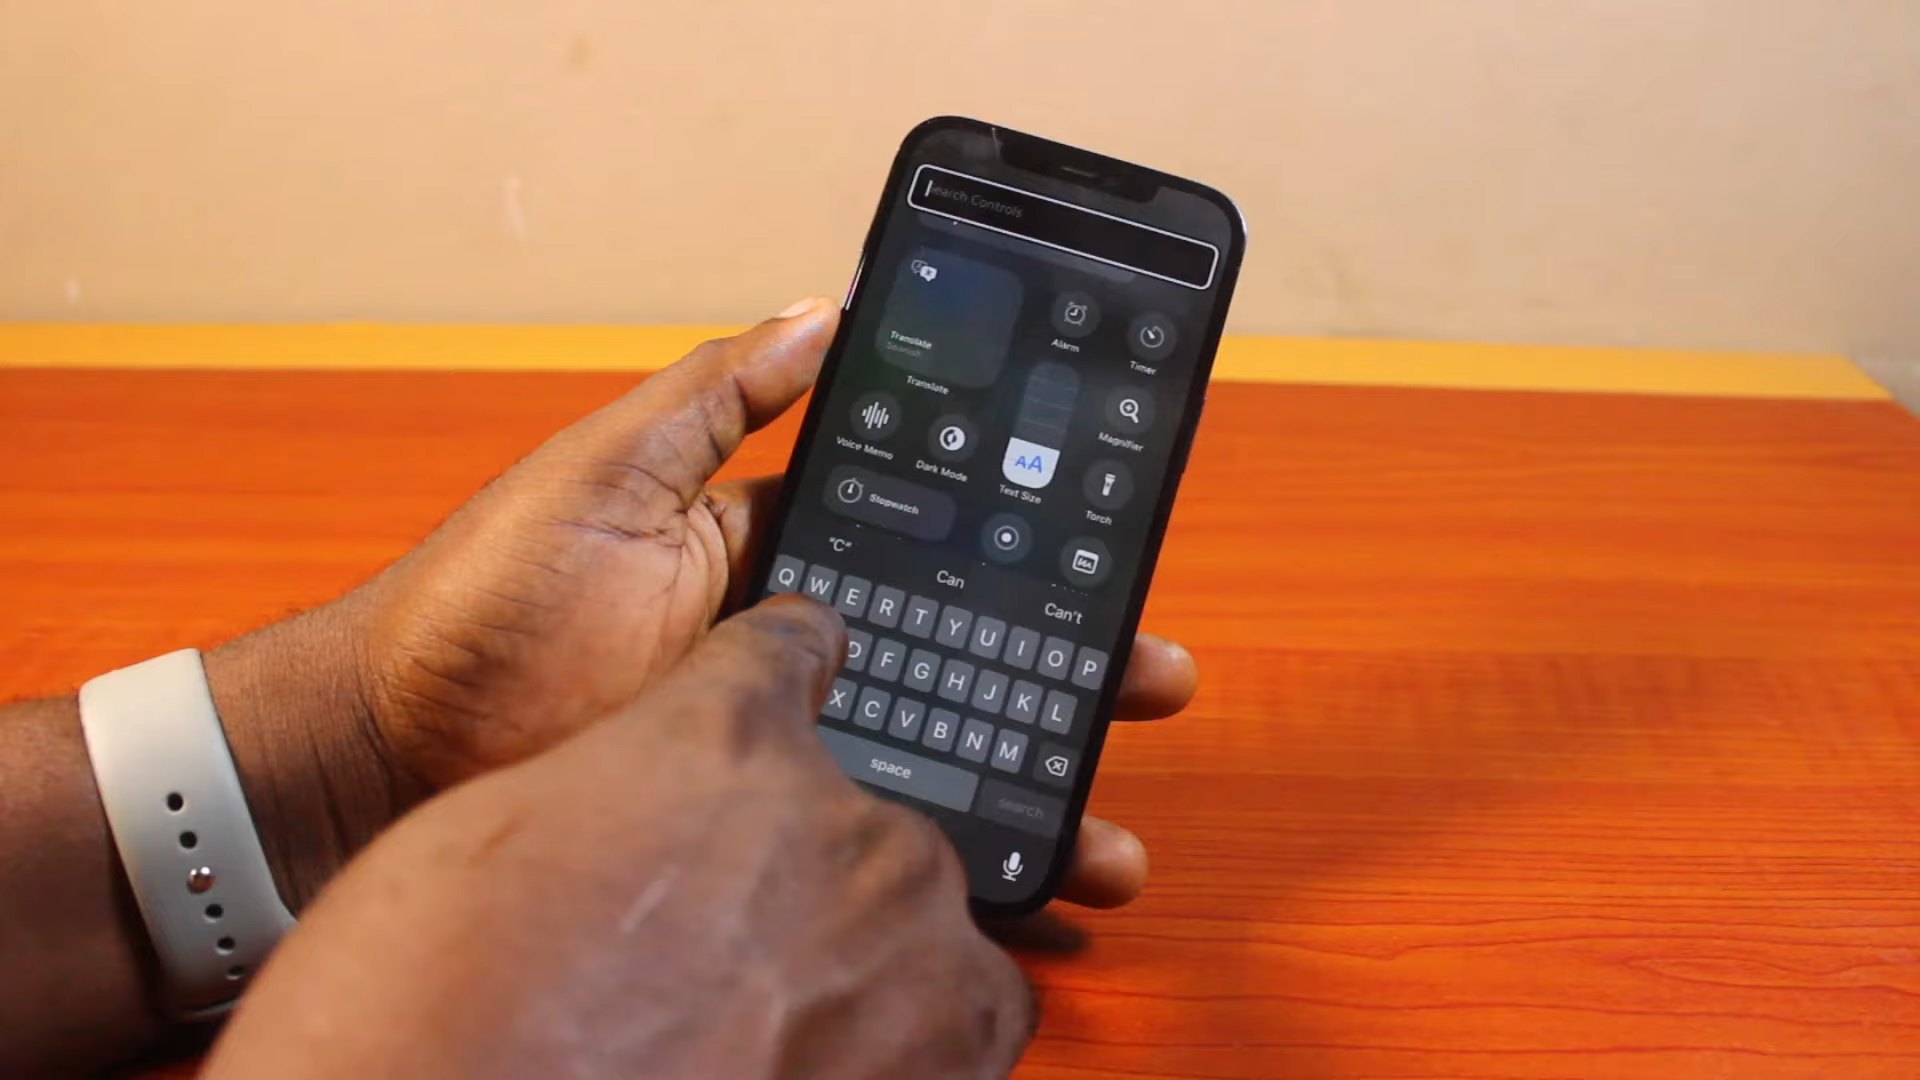 Search Controls
Translate
Spanish
Translate
Alarm
Timer
Voice Memo
Dark Mode
AA
Text Size
Magnifier
Torch
Stopwatch
"C"
Can
Can't
Q W E R T Y U I O P
D F G H J K L
X C V B N M
space
search